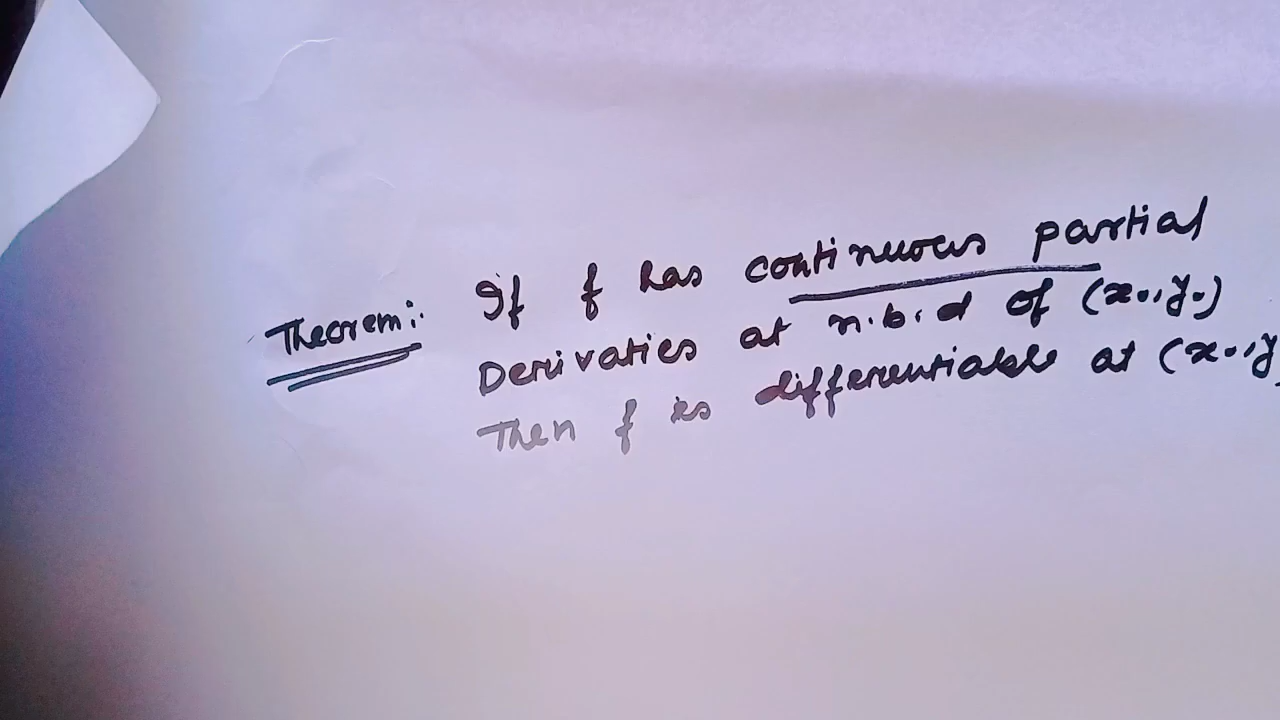 Theorem:. If f has continuous partial
Derivaties at n.b.d of (x₀,y₀)
Then f is differentiable at (x₀,y